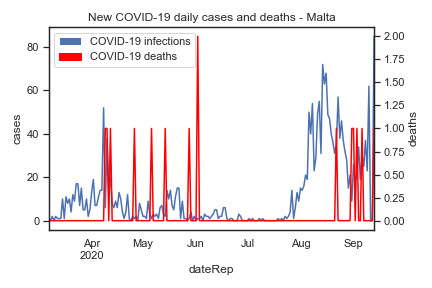 New COVID-19 daily cases and deaths - Malta
COVID-19 infections
COVID-19 deaths
80
60
40
20
0
cases
2.00
1.75
1.50
1.25
1.00
0.75
0.50
0.25
0.00
deaths
Apr May Jun Jul Aug Sep
2020
dateRep